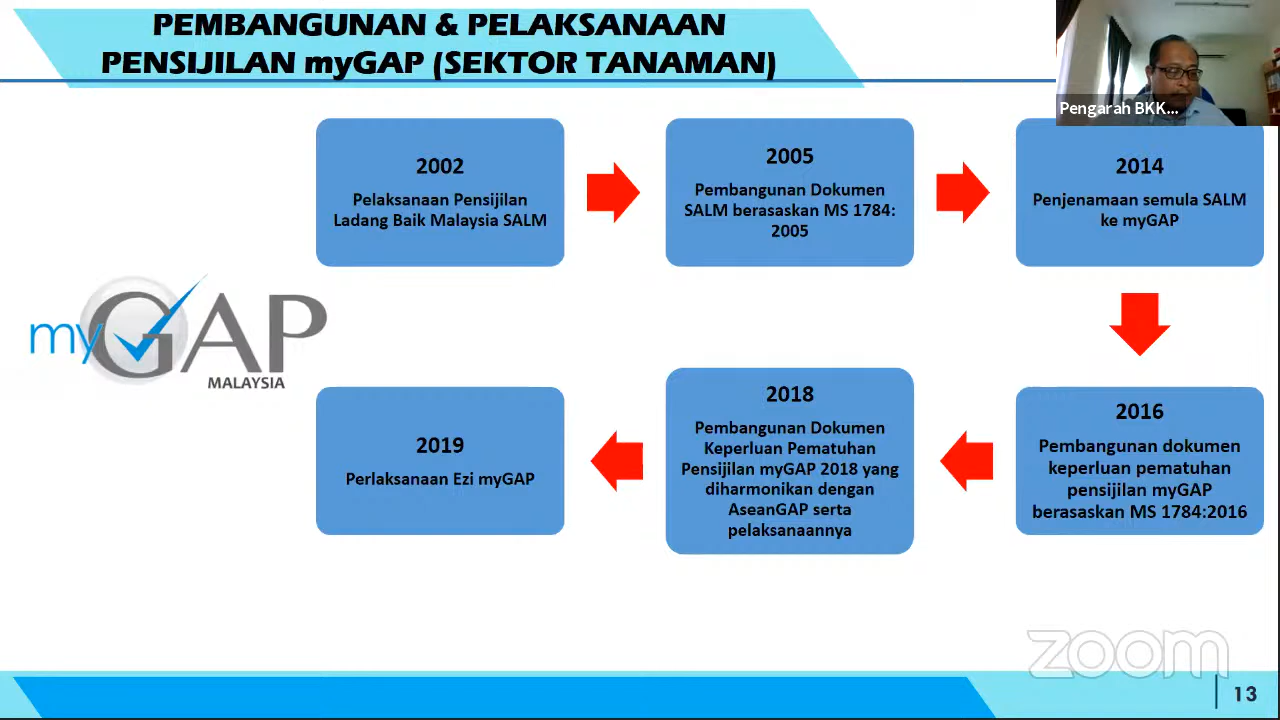 PEMBANGUNAN & PELAKSANAAN
PENSIJILAN myGAP (SEKTOR TANAMAN)
Pengarah BKK...
2002
Pelaksanaan Pensijilan
Ladang Baik Malaysia SALM
2005
Pembangunan Dokumen
SALM berasaskan MS 1784:
2005
2014
Penjenamaan semula SALM
ke myGAP
myGAP
MALAYSIA
2016
Pembangunan dokumen
keperluan pematuhan
pensijilan myGAP
berasaskan MS 1784:2016
2018
Pembangunan Dokumen
Keperluan Pematuhan
Pensijilan myGAP 2018 yang
diharmonikan dengan
AseanGAP serta
pelaksanaannya
2019
Perlaksanaan Ezi myGAP
zoom
13